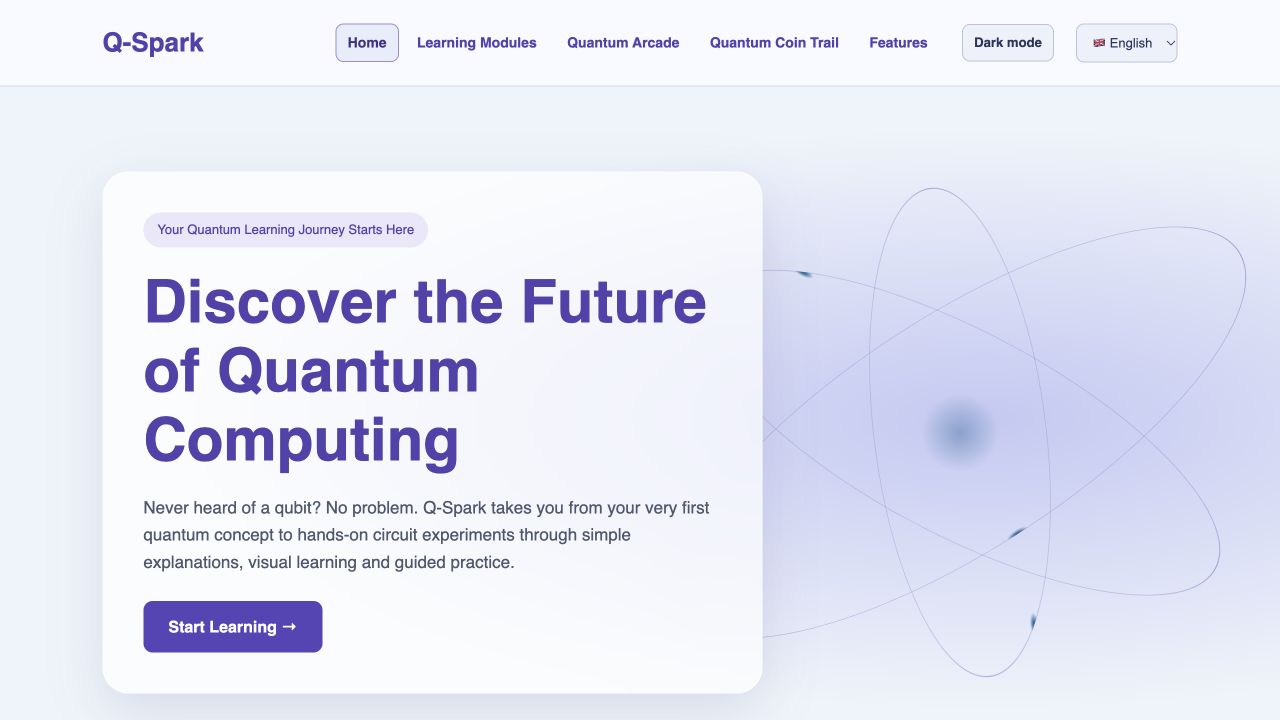 Q-Spark
Home
Learning Modules
Quantum Arcade
Quantum Coin Trail
Features
Dark mode
🇬🇧 English
Your Quantum Learning Journey Starts Here
Discover the Future
of Quantum
Computing
Never heard of a qubit? No problem. Q-Spark takes you from your very first
quantum concept to hands-on circuit experiments through simple
explanations, visual learning and guided practice.
Start Learning →